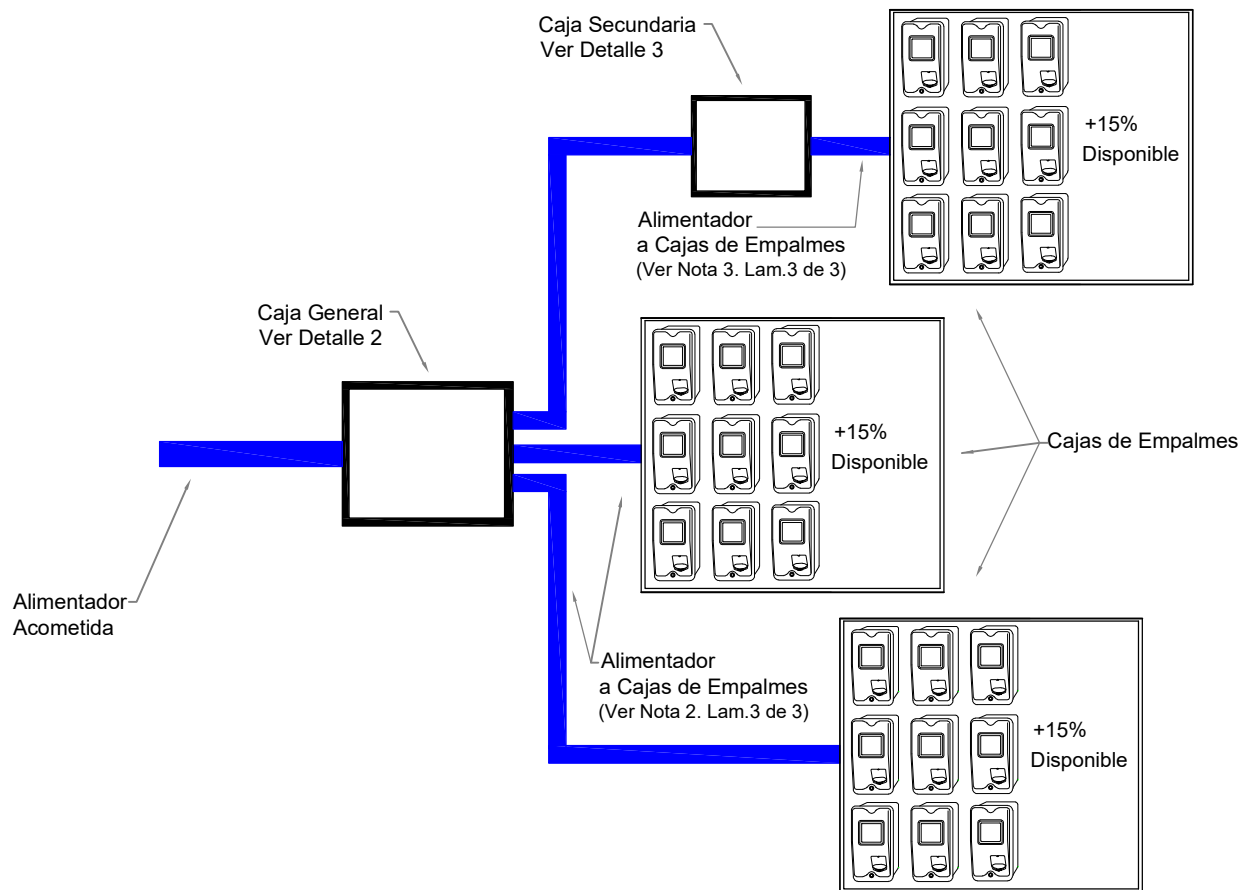 Caja Secundaria
Ver Detalle 3
+15%
Disponible
Alimentador
a Cajas de Empalmes
(Ver Nota 3. Lam.3 de 3)
Caja General
Ver Detalle 2
+15%
Disponible
Cajas de Empalmes
Alimentador
Acometida
Alimentador
a Cajas de Empalmes
(Ver Nota 2. Lam.3 de 3)
+15%
Disponible